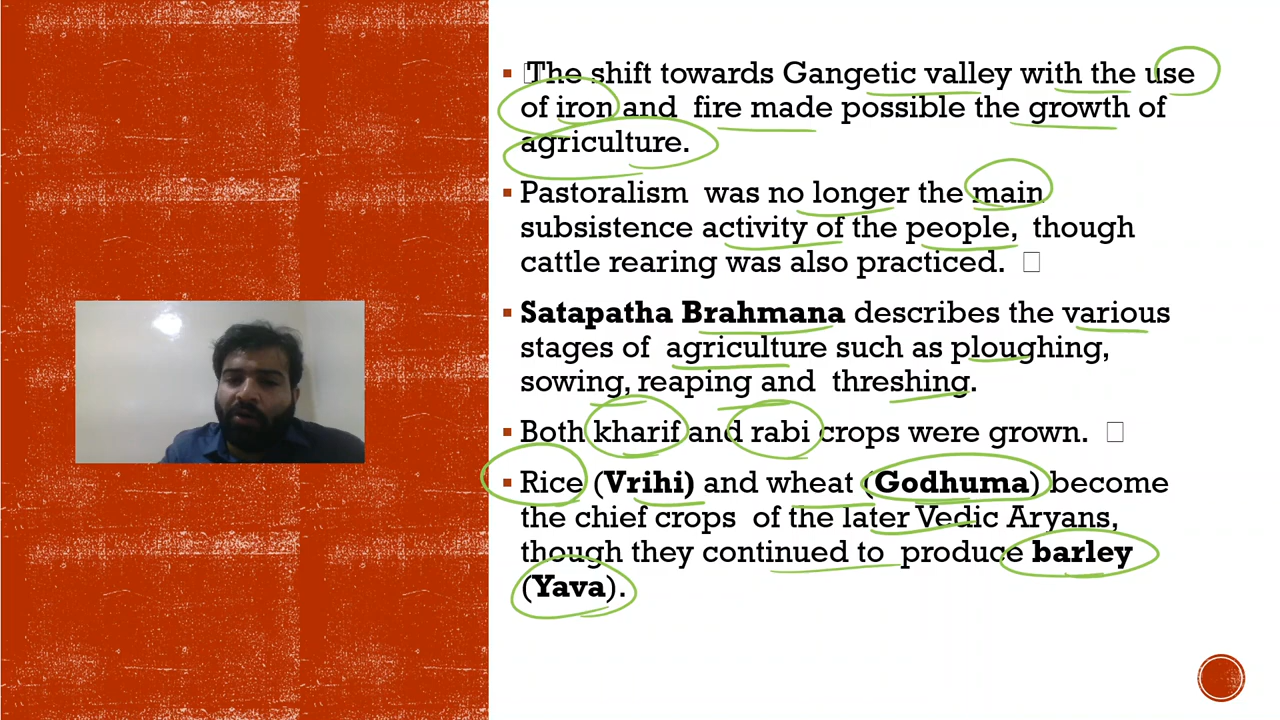 The shift towards Gangetic valley with the use
of iron and fire made possible the growth of
agriculture.
Pastoralism was no longer the main
subsistence activity of the people, though
cattle rearing was also practiced.
Satapatha Brahmana describes the various
stages of agriculture such as ploughing,
sowing, reaping and threshing.
Both kharif and rabi crops were grown.
Rice (Vrihi) and wheat (Godhuma) become
the chief crops of the later Vedic Aryans,
though they continued to produce barley
(Yava).